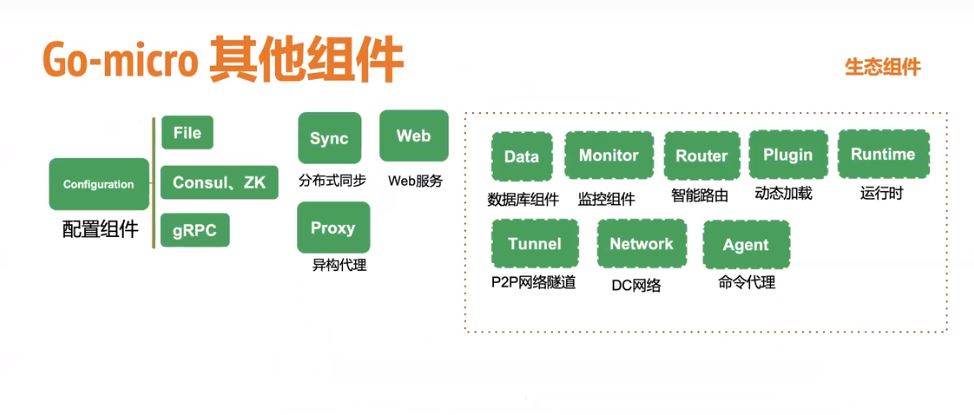 Go-micro 其他组件
生态组件
Configuration
配置组件
File
Consul、ZK
gRPC
Sync
分布式同步
Web
Web服务
Proxy
异构代理
Data
数据库组件
Monitor
监控组件
Router
智能路由
Plugin
动态加载
Runtime
运行时
Tunnel
P2P网络隧道
Network
DC网络
Agent
命令代理